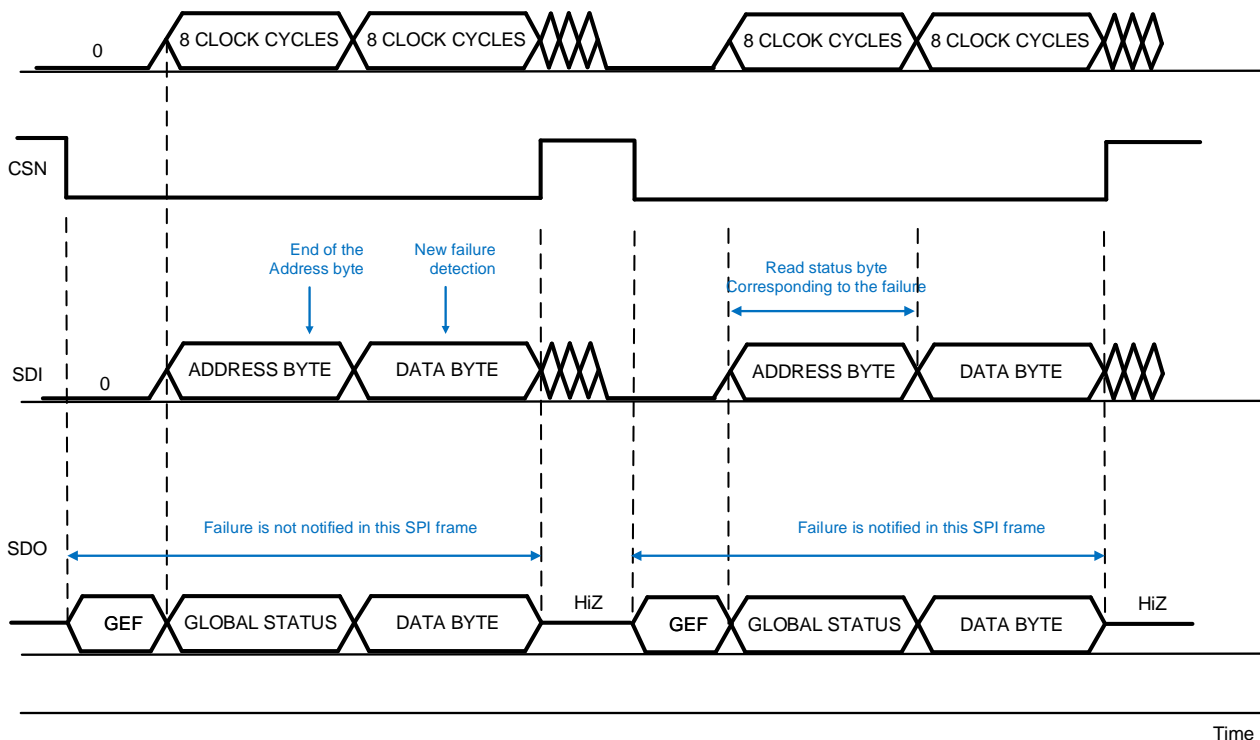 0
8 CLOCK CYCLES
8 CLOCK CYCLES
8 CLCOK CYCLES
8 CLOCK CYCLES
CSN
End of the
Address byte
New failure
detection
Read status byte
Corresponding to the failure
SDI
0
ADDRESS BYTE
DATA BYTE
ADDRESS BYTE
DATA BYTE
Failure is not notified in this SPI frame
Failure is notified in this SPI frame
SDO
GEF
GLOBAL STATUS
DATA BYTE
HiZ
GEF
GLOBAL STATUS
DATA BYTE
HiZ
Time